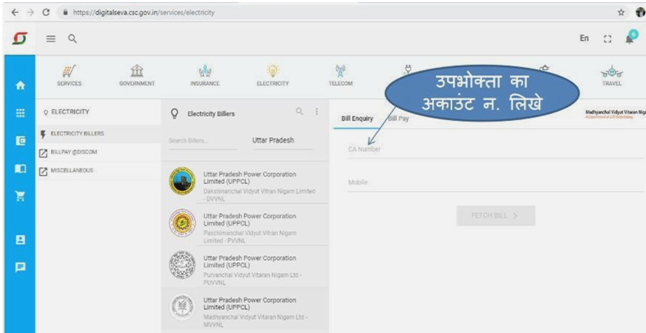 https://digitalseva.csc.gov.in/services/electricity
En
SERVICES
GOVERNMENT
INSURANCE
ELECTRICITY
TELECOM
TRAVEL
उपभोक्ता का
अकाउंट न. लिखे
ELECTRICITY
ELECTRICITY BILLERS
BILLPAY @DISCOM
MISCELLANEOUS
Electricity Billers
Search Billers...
Uttar Pradesh
Uttar Pradesh Power Corporation
Limited (UPPCL)
Dakshinanchal Vidyut Vitran Nigam Limited
- DVVNL
Uttar Pradesh Power Corporation
Limited (UPPCL)
Paschimanchal Vidyut Vitran Nigam
Limited - PVVNL
Uttar Pradesh Power Corporation
Limited (UPPCL)
Purvanchal Vidyut Vitaran Nigam Ltd -
PUVVNL
Uttar Pradesh Power Corporation
Limited (UPPCL)
Madhyanchal Vidyut Vitaran Nigam Ltd -
MVVNL
Bill Enquiry
Bill Pay
Madhyanchal Vidyut Vitaran Nig
CA Number
Mobile
FETCH BILL >